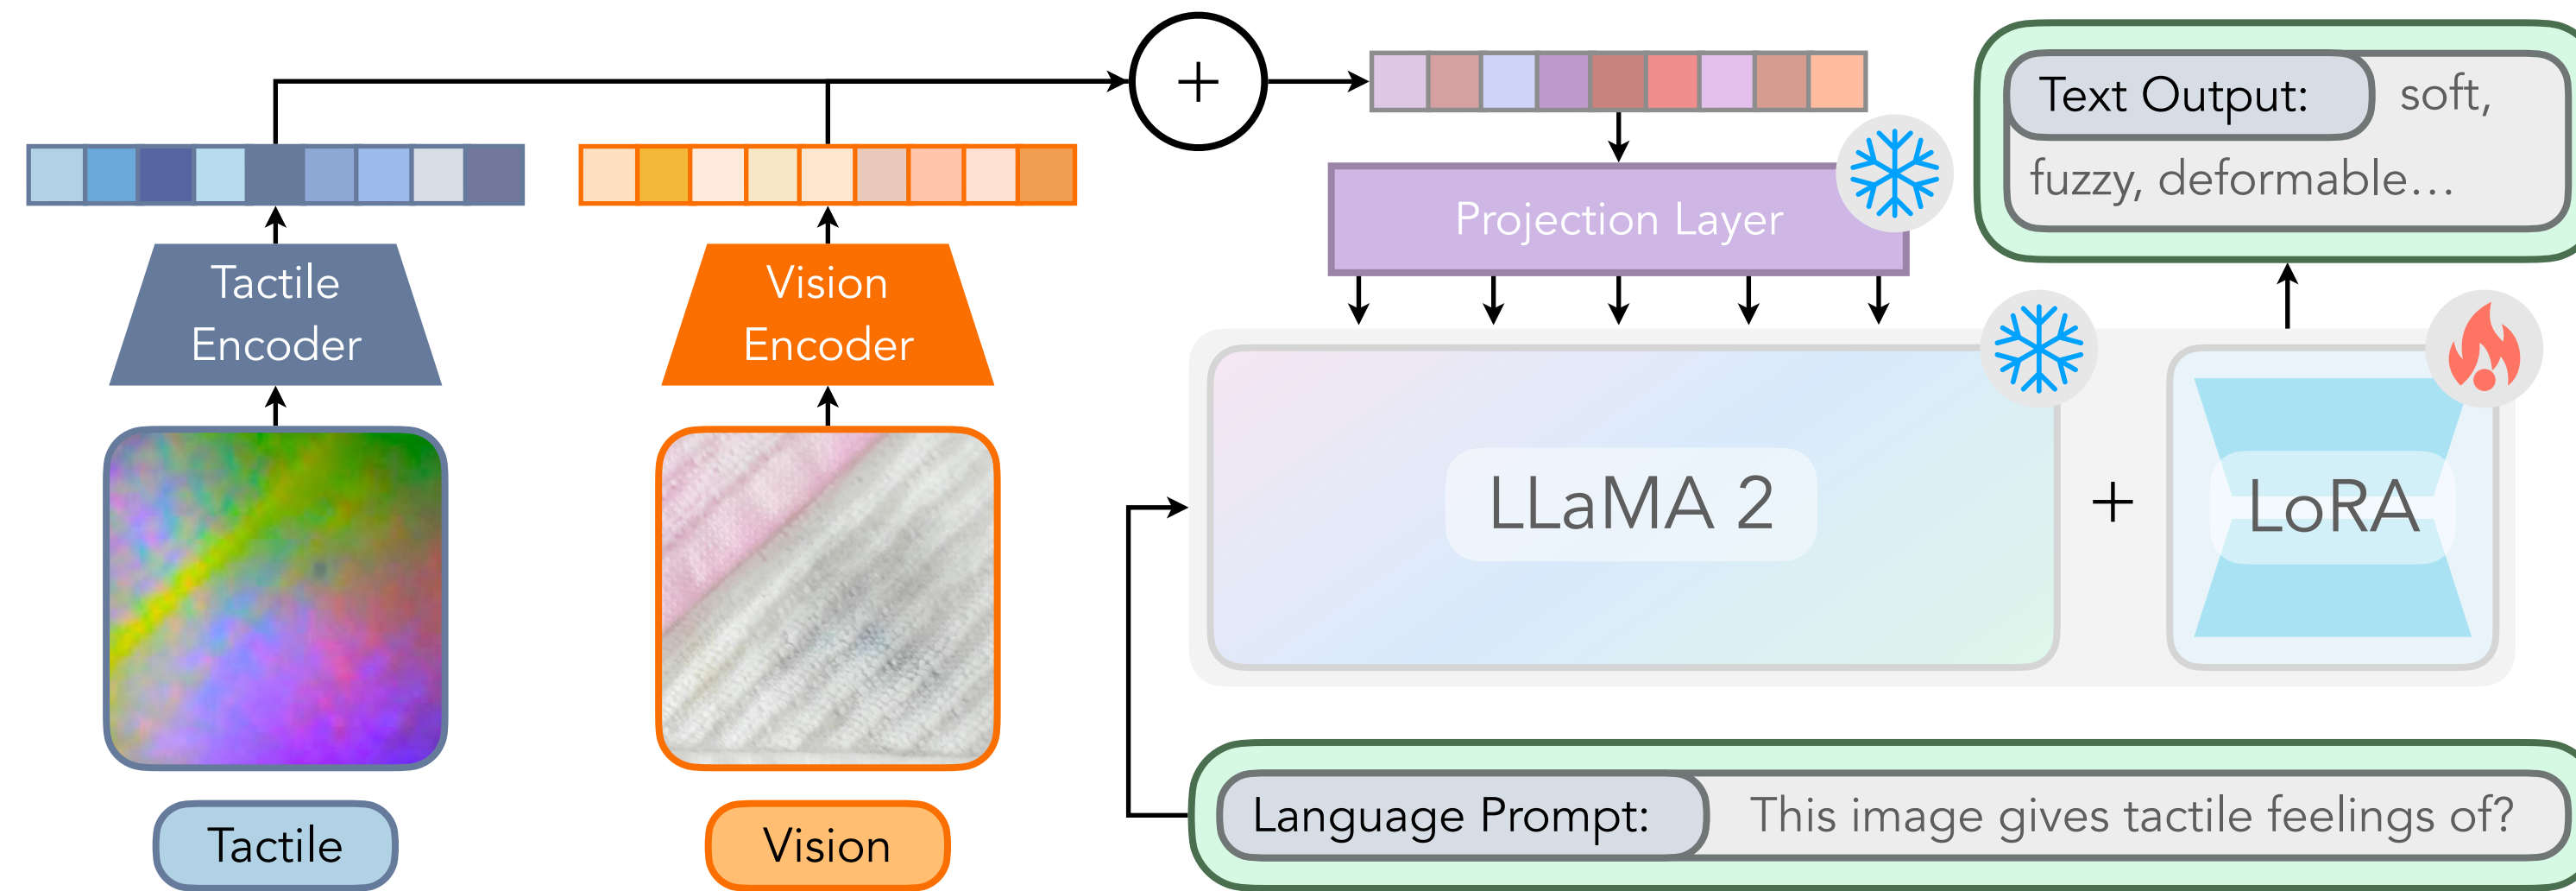 +
Text Output: soft,
fuzzy, deformable...
Projection Layer
Tactile
Encoder
Vision
Encoder
LLaMA 2
+
LoRA
Language Prompt: This image gives tactile feelings of?
Tactile
Vision